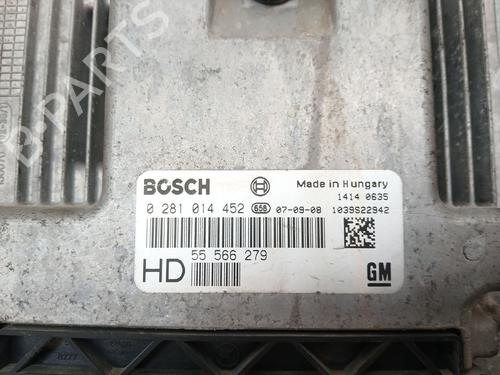 B-PARTS
BOSCH
Made in Hungary
1414 0635
0 281 014 452 656 07-09-08 1039S22942
HD 55 566 279
GM